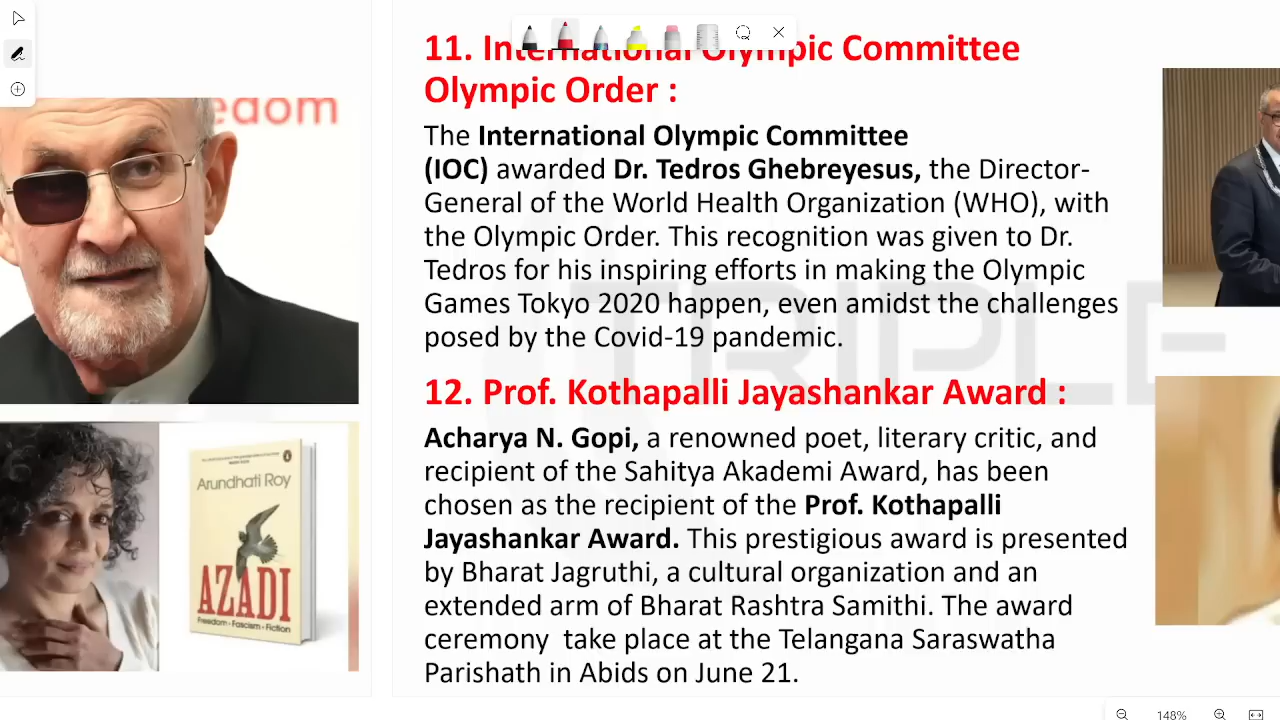 edom
Arundhati Roy
AZADI
Freedom • Fascism • Fiction
11. International Olympic Committee
Olympic Order :
The International Olympic Committee
(IOC) awarded Dr. Tedros Ghebreyesus, the Director-
General of the World Health Organization (WHO), with
the Olympic Order. This recognition was given to Dr.
Tedros for his inspiring efforts in making the Olympic
Games Tokyo 2020 happen, even amidst the challenges
posed by the Covid-19 pandemic.
TRIPLE
12. Prof. Kothapalli Jayashankar Award :
Acharya N. Gopi, a renowned poet, literary critic, and
recipient of the Sahitya Akademi Award, has been
chosen as the recipient of the Prof. Kothapalli
Jayashankar Award. This prestigious award is presented
by Bharat Jagruthi, a cultural organization and an
extended arm of Bharat Rashtra Samithi. The award
ceremony  take place at the Telangana Saraswatha
Parishath in Abids on June 21.
148%